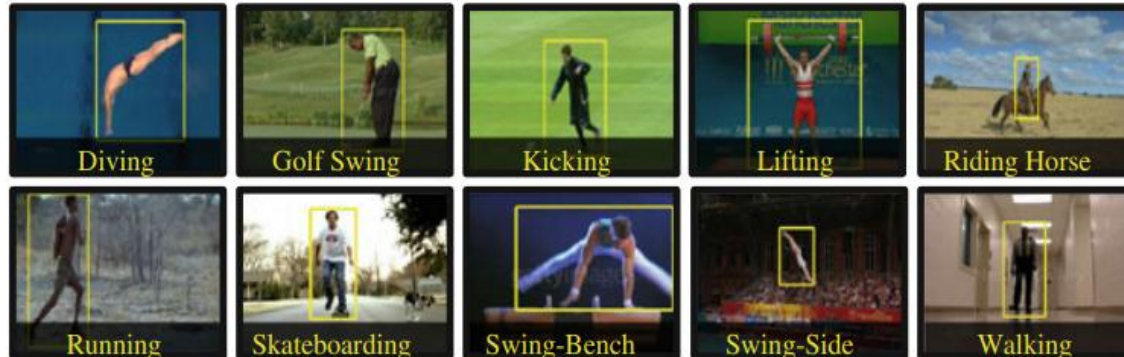 Diving
Golf Swing
Kicking
Lifting
Riding Horse
Running
Skateboarding
Swing-Bench
Swing-Side
Walking